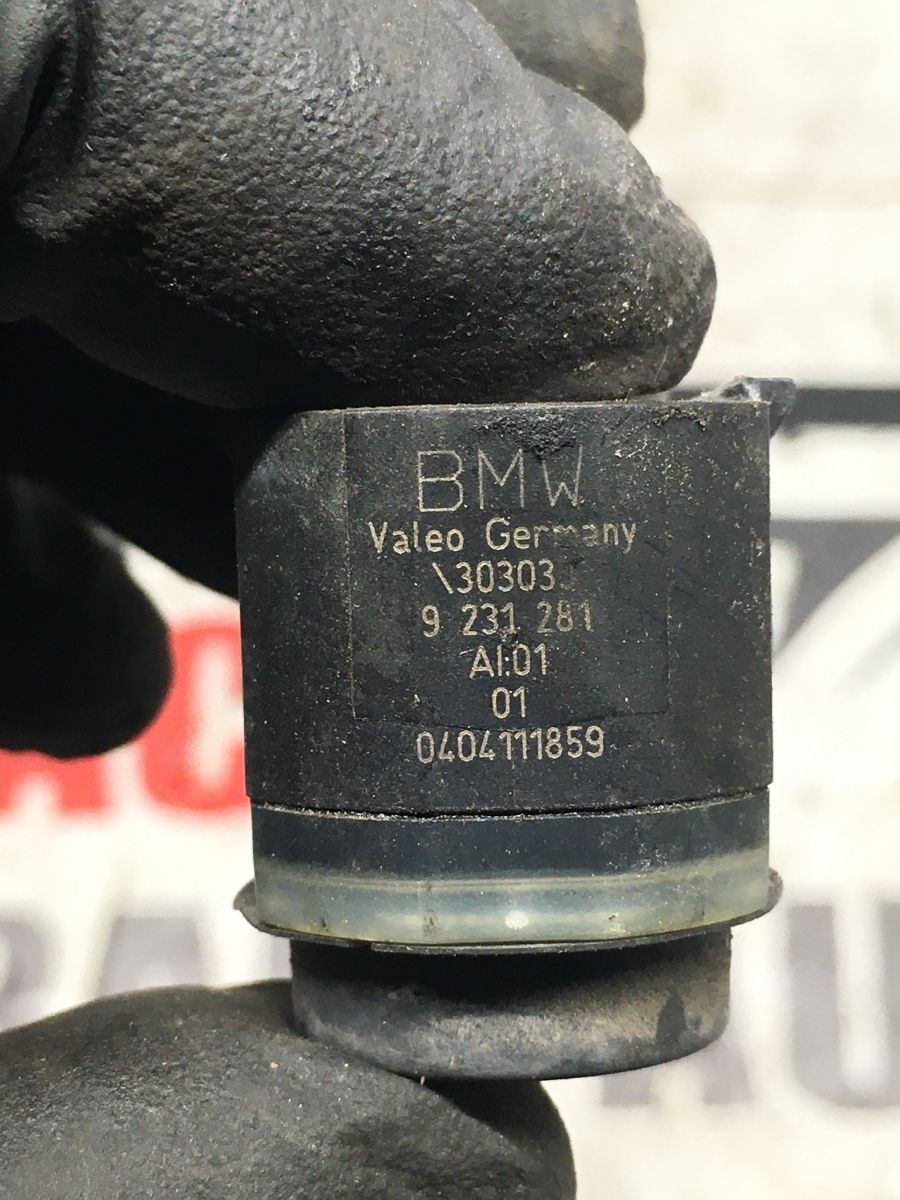 BMW
Valeo Germany
\30303
9 231 281
AI:01
01
0404111859